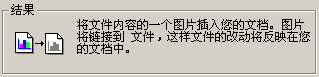 结果
将文件内容的一个图片插入您的文档。图片
将链接到 文件，这样文件的改动将反映在您
的文档中。